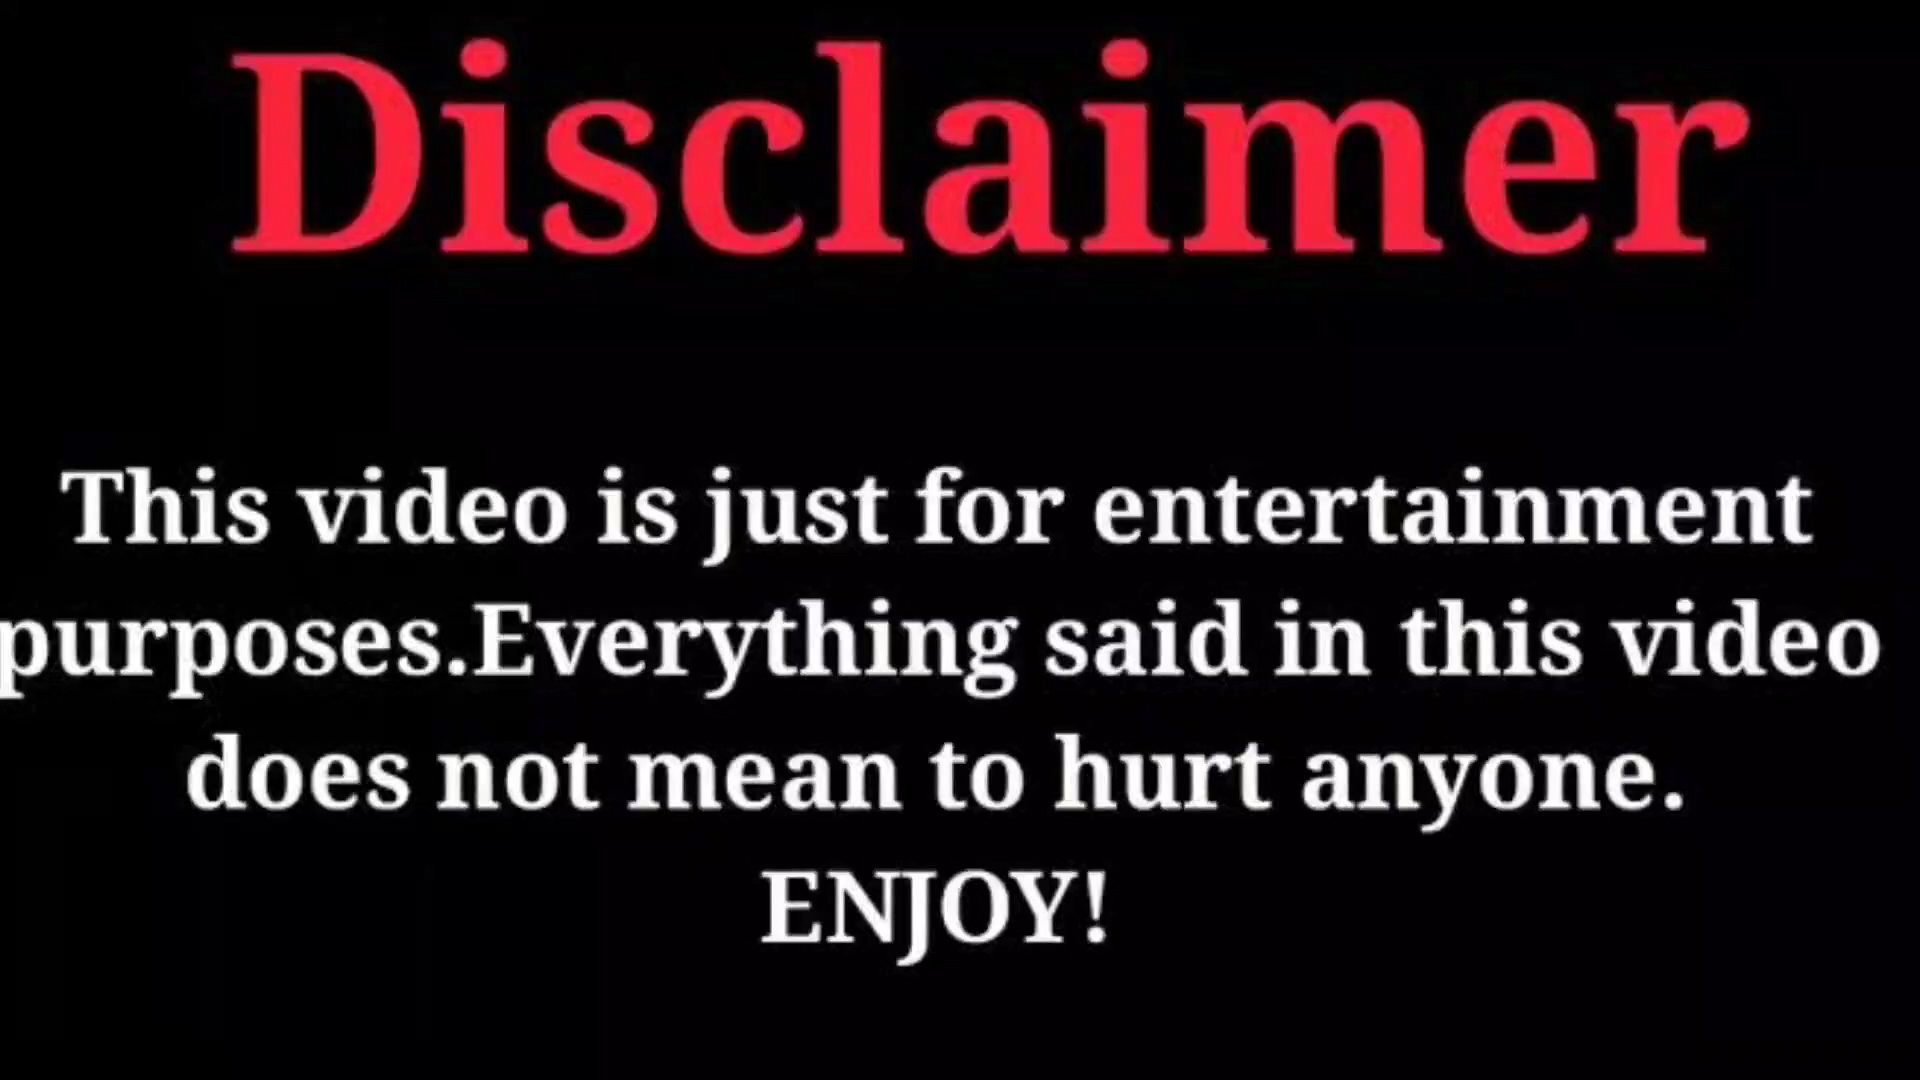 Disclaimer
This video is just for entertainment
purposes.Everything said in this video
does not mean to hurt anyone.
ENJOY!